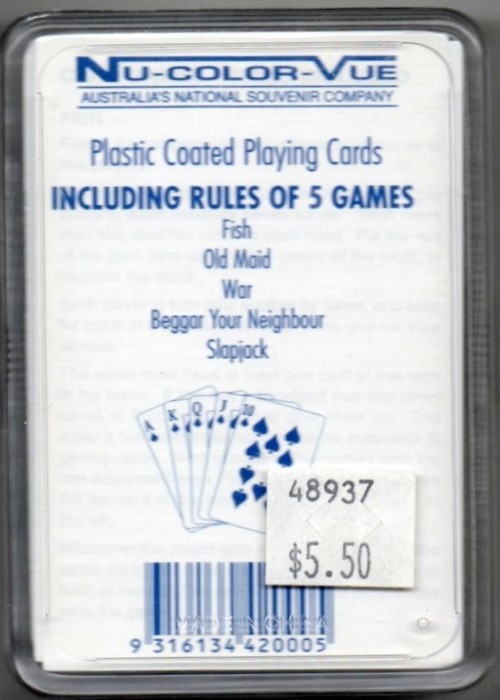 NU-COLOR-VUE
AUSTRALIA'S NATIONAL SOUVENIR COMPANY
Plastic Coated Playing Cards
INCLUDING RULES OF 5 GAMES
Fish
Old Maid
War
Beggar Your Neighbour
Slapjack
A K Q J 10
48937
$5.50
MADE IN CHINA
9 316134 420005